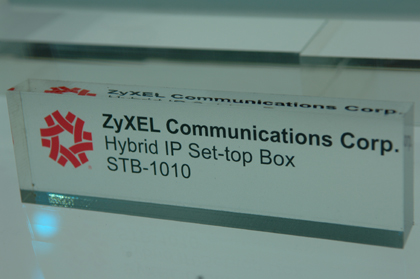 ZyXEL Communications Corp.
Hybrid IP Set-top Box
STB-1010